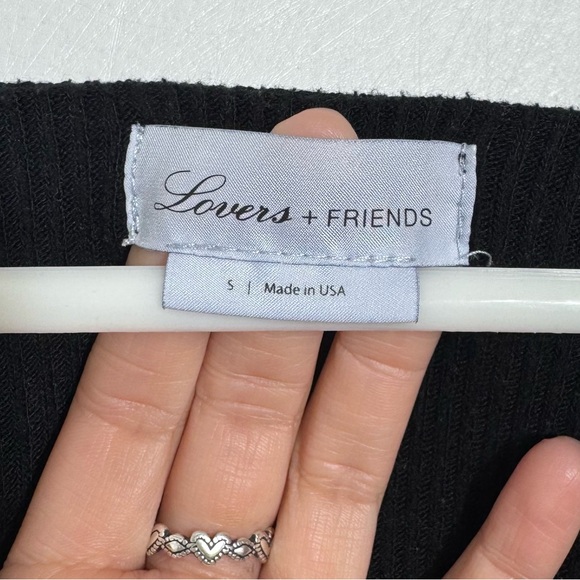 Lovers + FRIENDS
S | Made in USA